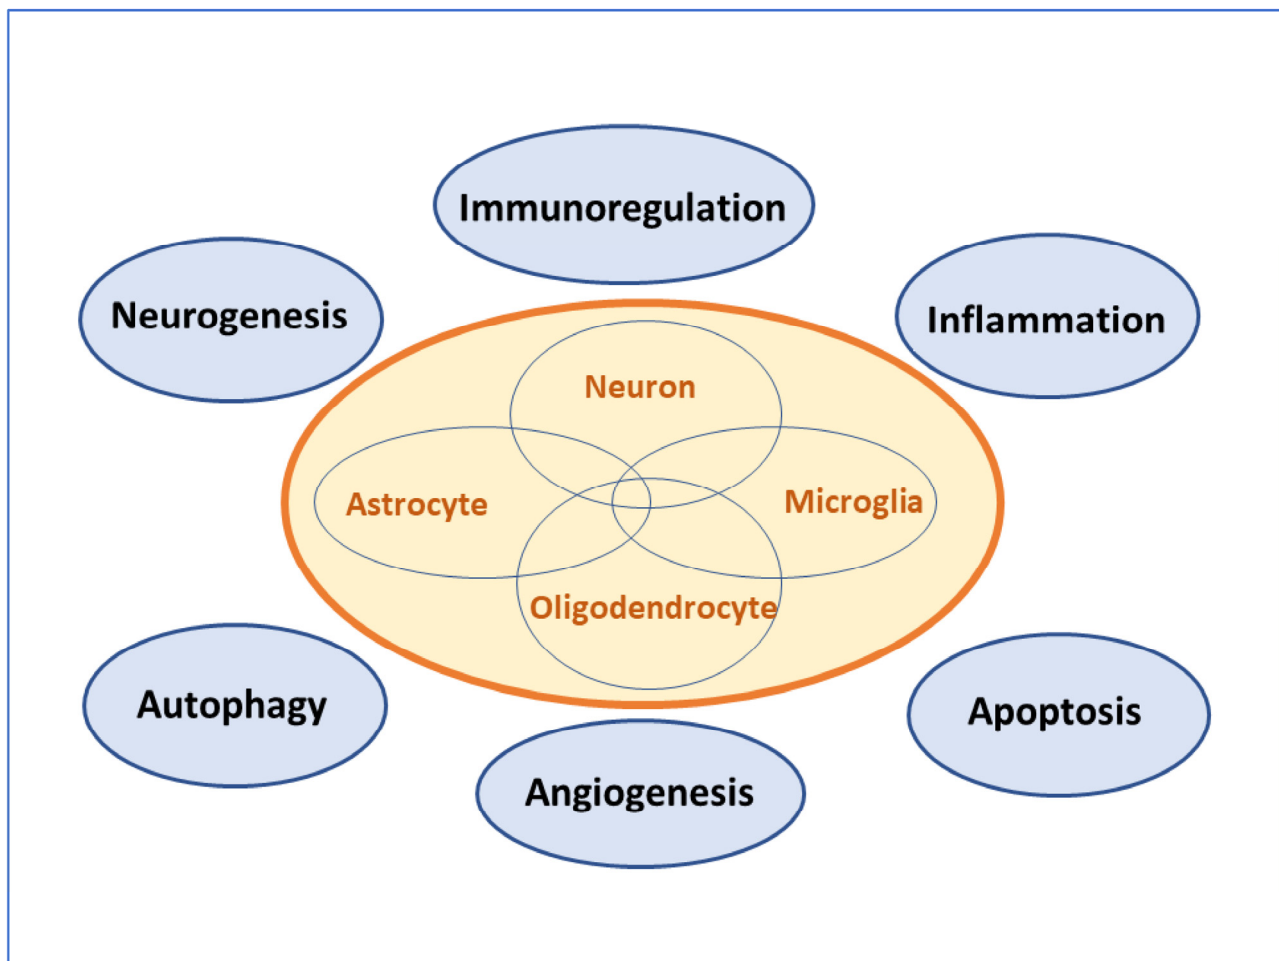 Immunoregulation
Neurogenesis
Inflammation
Neuron
Astrocyte
Microglia
Oligodendrocyte
Autophagy
Apoptosis
Angiogenesis